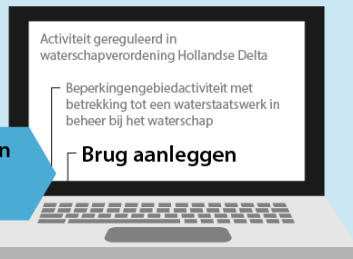 Activiteit gereguleerd in
waterschapverordening Hollandse Delta
Beperkingengebiedactiviteit met
betrekking tot een waterstaatswerk in
beheer bij het waterschap
n
Brug aanleggen